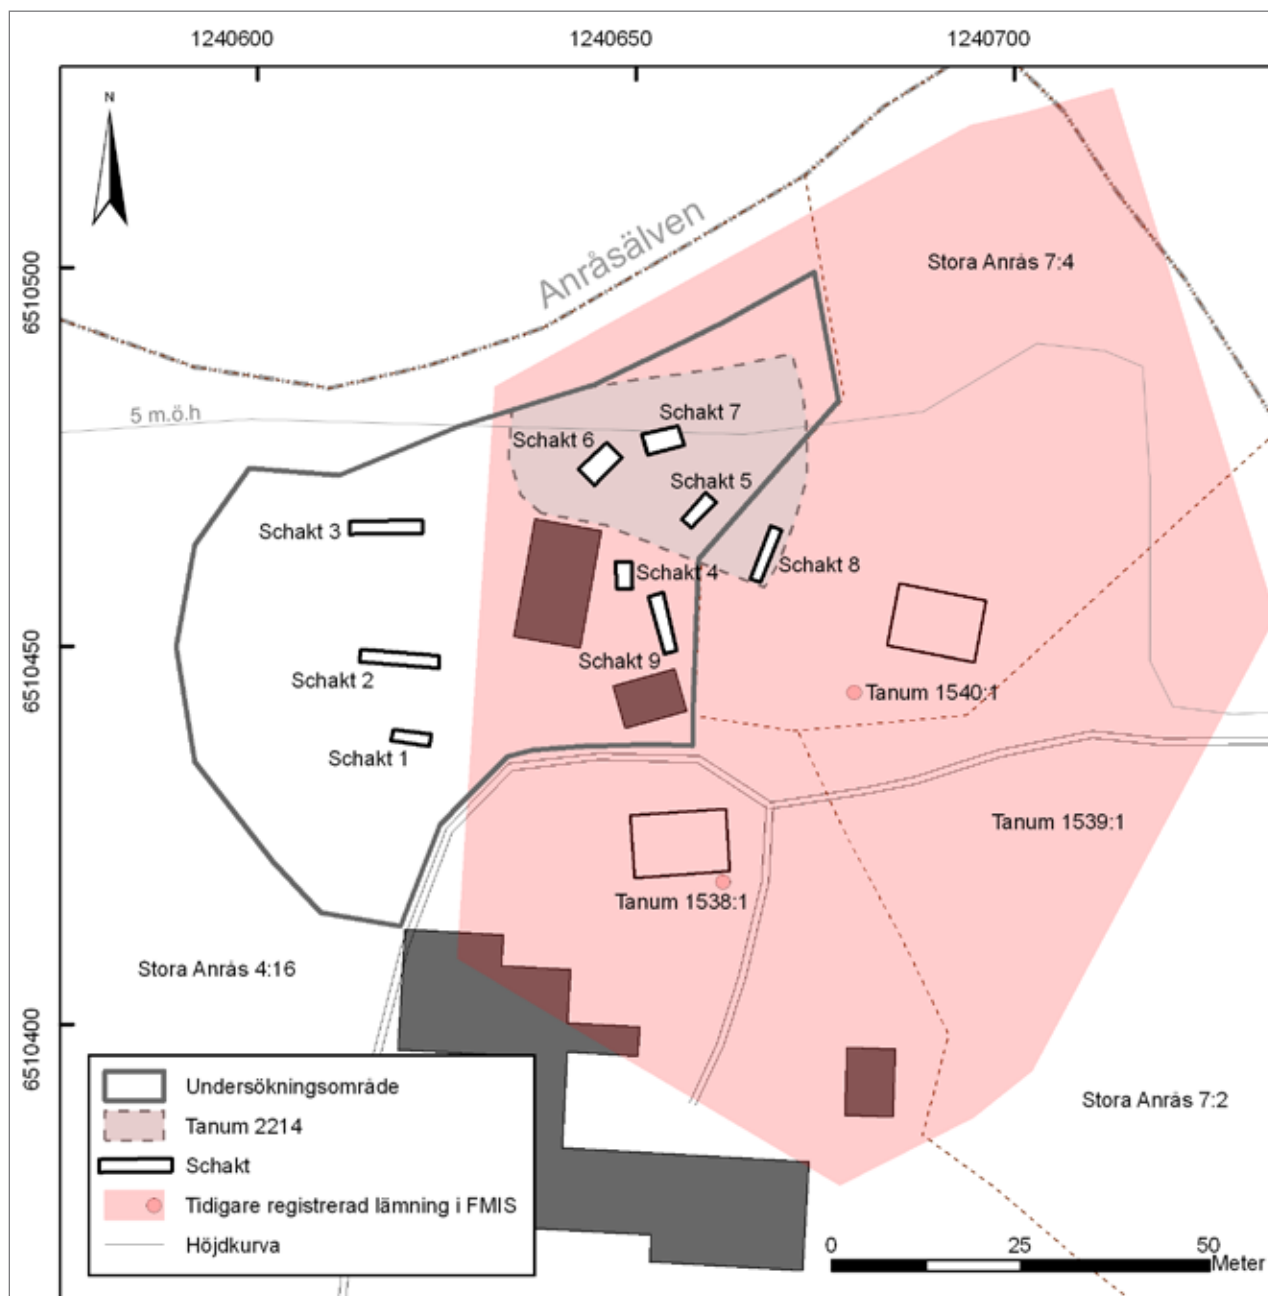 1240600
1240650
1240700
N
Anråsälven
Stora Anrås 7:4
6510500
5 m.ö.h
Schakt 7
Schakt 6
Schakt 5
Schakt 3
Schakt 4
Schakt 8
6510450
Schakt 9
Schakt 2
Tanum 1540:1
Schakt 1
Tanum 1539:1
Tanum 1538:1
Stora Anrås 4:16
6510400
Stora Anrås 7:2
Undersökningsområde
Tanum 2214
Schakt
Tidigare registrerad lämning i FMIS
Höjdkurva
0 25 50
Meter